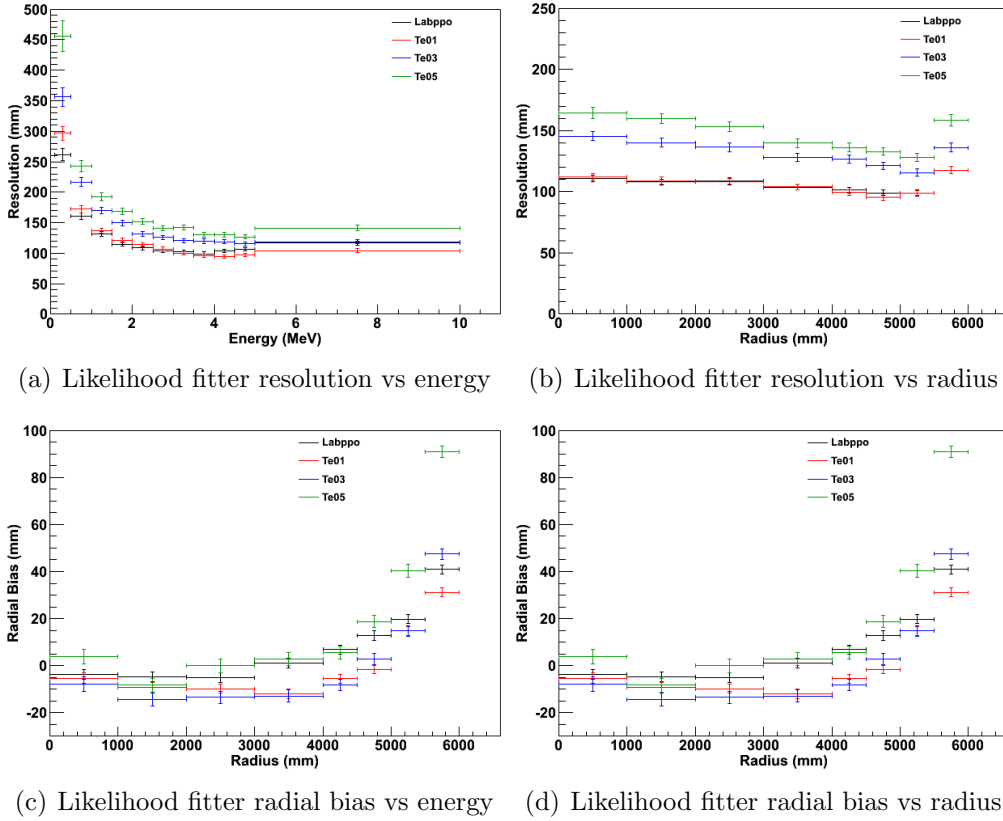 500
450
400
350
300
250
200
150
100
50
0
Resolution (mm)
0 2 4 6 8 10
Energy (MeV)
Labppo
Te01
Te03
Te05
(a) Likelihood fitter resolution vs energy
250
200
150
100
50
0
Resolution (mm)
0 1000 2000 3000 4000 5000 6000
Radius (mm)
Labppo
Te01
Te03
Te05
(b) Likelihood fitter resolution vs radius
100
80
60
40
20
0
-20
Radial Bias (mm)
0 1000 2000 3000 4000 5000 6000
Radius (mm)
Labppo
Te01
Te03
Te05
(c) Likelihood fitter radial bias vs energy
100
80
60
40
20
0
-20
Radial Bias (mm)
0 1000 2000 3000 4000 5000 6000
Radius (mm)
Labppo
Te01
Te03
Te05
(d) Likelihood fitter radial bias vs radius